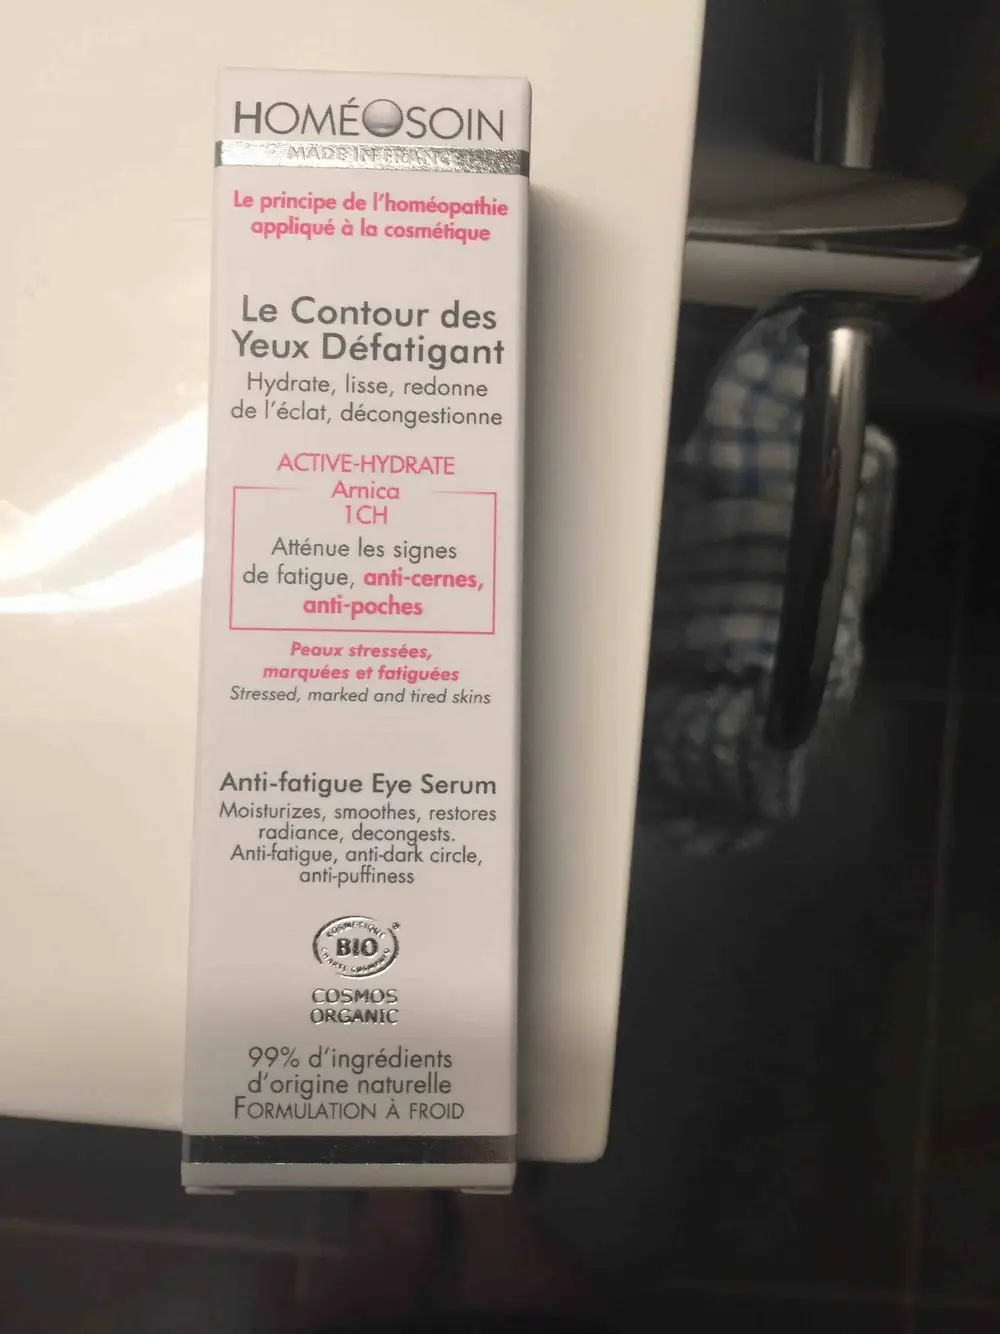 HOMÉOSOIN
MADE IN FRANCE
Le principe de l'homéopathie
appliqué à la cosmétique
Le Contour des
Yeux Défatigant
Hydrate, lisse, redonne
de l'éclat, décongestionne
ACTIVE-HYDRATE
Arnica
1CH
Atténue les signes
de fatigue, anti-cernes,
anti-poches
Peaux stressées,
marquées et fatiguées
Stressed, marked and tired skins
Anti-fatigue Eye Serum
Moisturizes, smoothes, restores
radiance, decongests.
Anti-fatigue, anti-dark circle,
anti-puffiness
COSMETIQUE
BIO
COSMOS
ORGANIC
99% d'ingrédients
d'origine naturelle
FORMULATION À FROID